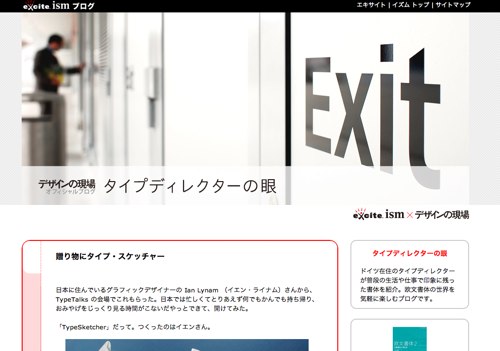 excite. ism ブログ
エキサイト | イズム トップ | サイトマップ
Exit
デザインの現場
オフィシャルブログ
タイプディレクターの眼
excite. ism × デザインの現場
贈り物にタイプ・スケッチャー
日本に住んでいるグラフィックデザイナーの Ian Lynam （イエン・ライナム）さんから、
TypeTalks の会場でこれもらった。日本では忙しくてとりあえず何でもかんでも持ち帰り、
おみやげをじっくり見る時間がこないだやっとできて、開けてみた。
「TypeSketcher」だって。つくったのはイエンさん。
タイプディレクターの眼
ドイツ在住のタイプディレクター
が普段の生活や仕事で印象に残っ
た書体を紹介。欧文書体の世界を
気軽に楽しむブログです。
欧文書体2